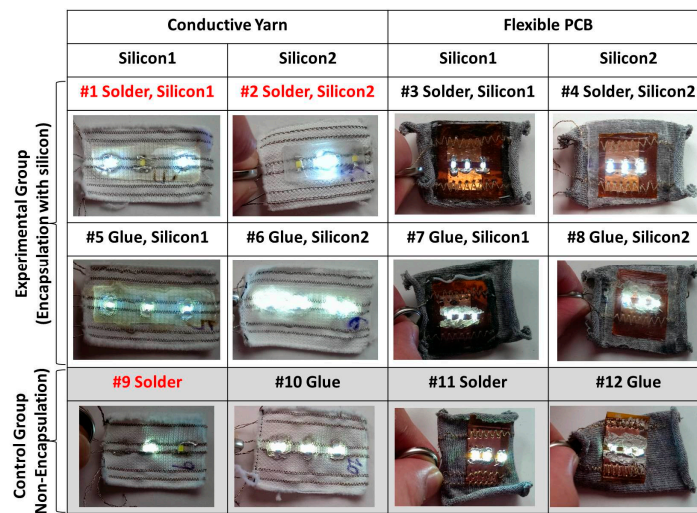 Conductive Yarn Flexible PCB
Silicon1 Silicon2 Silicon1 Silicon2
Experimental Group
(Encapsulation with silicon)
#1 Solder, Silicon1 #2 Solder, Silicon2 #3 Solder, Silicon1 #4 Solder, Silicon2
#5 Glue, Silicon1 #6 Glue, Silicon2 #7 Glue, Silicon1 #8 Glue, Silicon2
Control Group
Non-Encapsulation)
#9 Solder #10 Glue #11 Solder #12 Glue